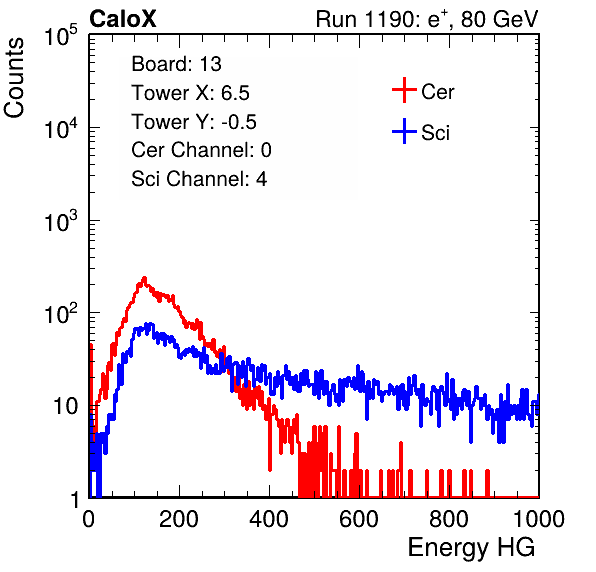 CaloX Run 1190: e⁺, 80 GeV
Counts
10⁵
10⁴
10³
10²
10
1
Board: 13
Tower X: 6.5
Tower Y: -0.5
Cer Channel: 0
Sci Channel: 4
Cer
Sci
0 200 400 600 800 1000
Energy HG